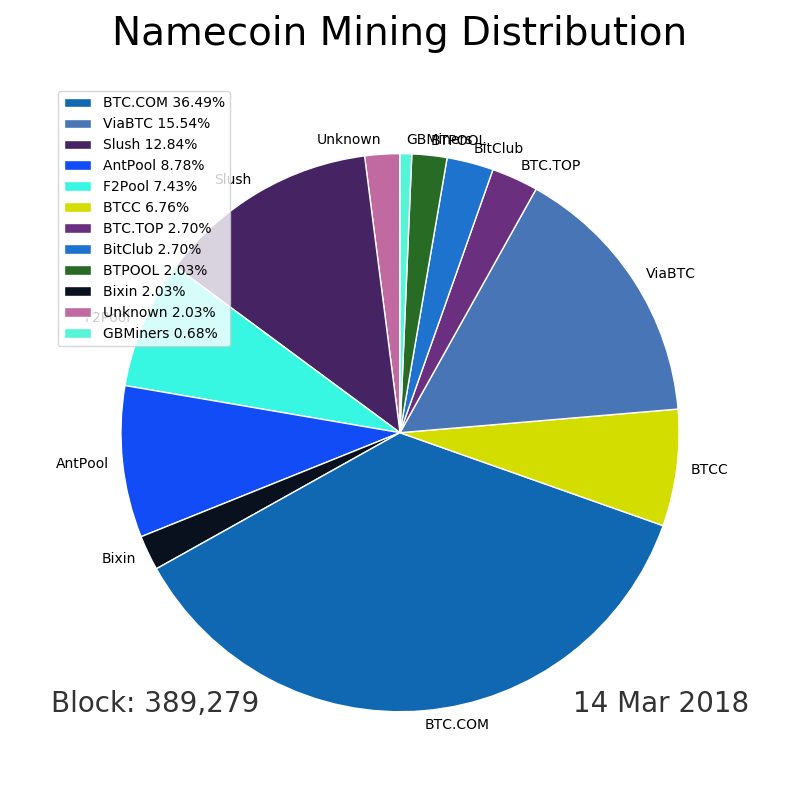 Namecoin Mining Distribution
BTC.COM 36.49%
ViaBTC 15.54%
Slush 12.84%
AntPool 8.78%
F2Pool 7.43%
BTCC 6.76%
BTC.TOP 2.70%
BitClub 2.70%
BTPOOL 2.03%
Bixin 2.03%
Unknown 2.03%
GBMiners 0.68%
Unknown
GBMiners
BTPOOL
BitClub
BTC.TOP
Slush
ViaBTC
F2Pool
AntPool
BTCC
Bixin
Block: 389,279
14 Mar 2018
BTC.COM